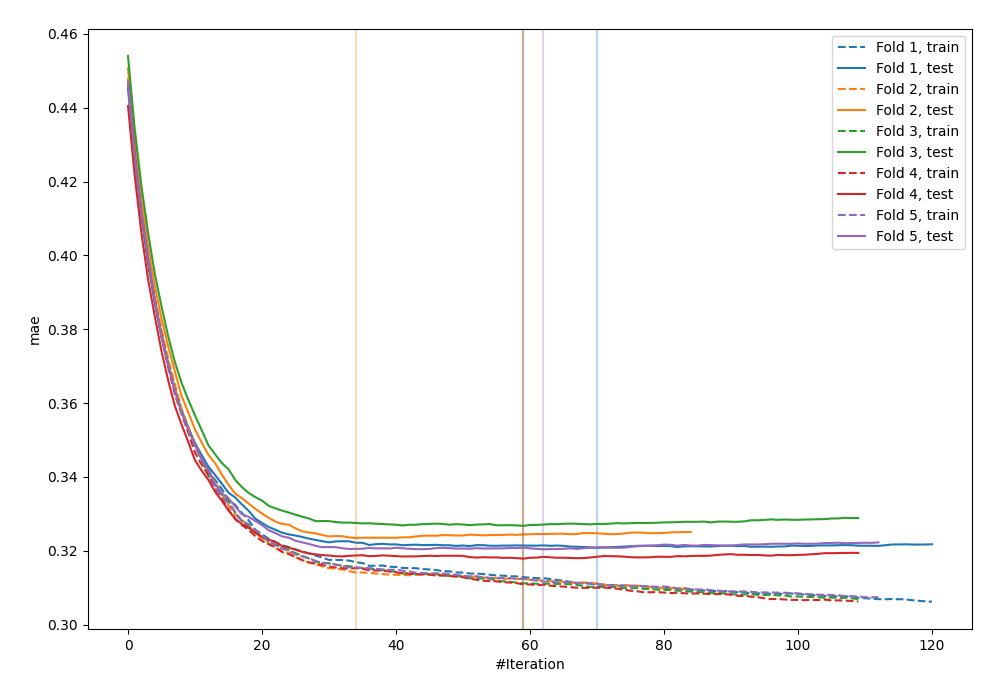 0.46
0.44
0.42
0.40
0.38
0.36
0.34
0.32
0.30
mae
0
20
40
60
80
100
120
#Iteration
Fold 1, train
Fold 1, test
Fold 2, train
Fold 2, test
Fold 3, train
Fold 3, test
Fold 4, train
Fold 4, test
Fold 5, train
Fold 5, test